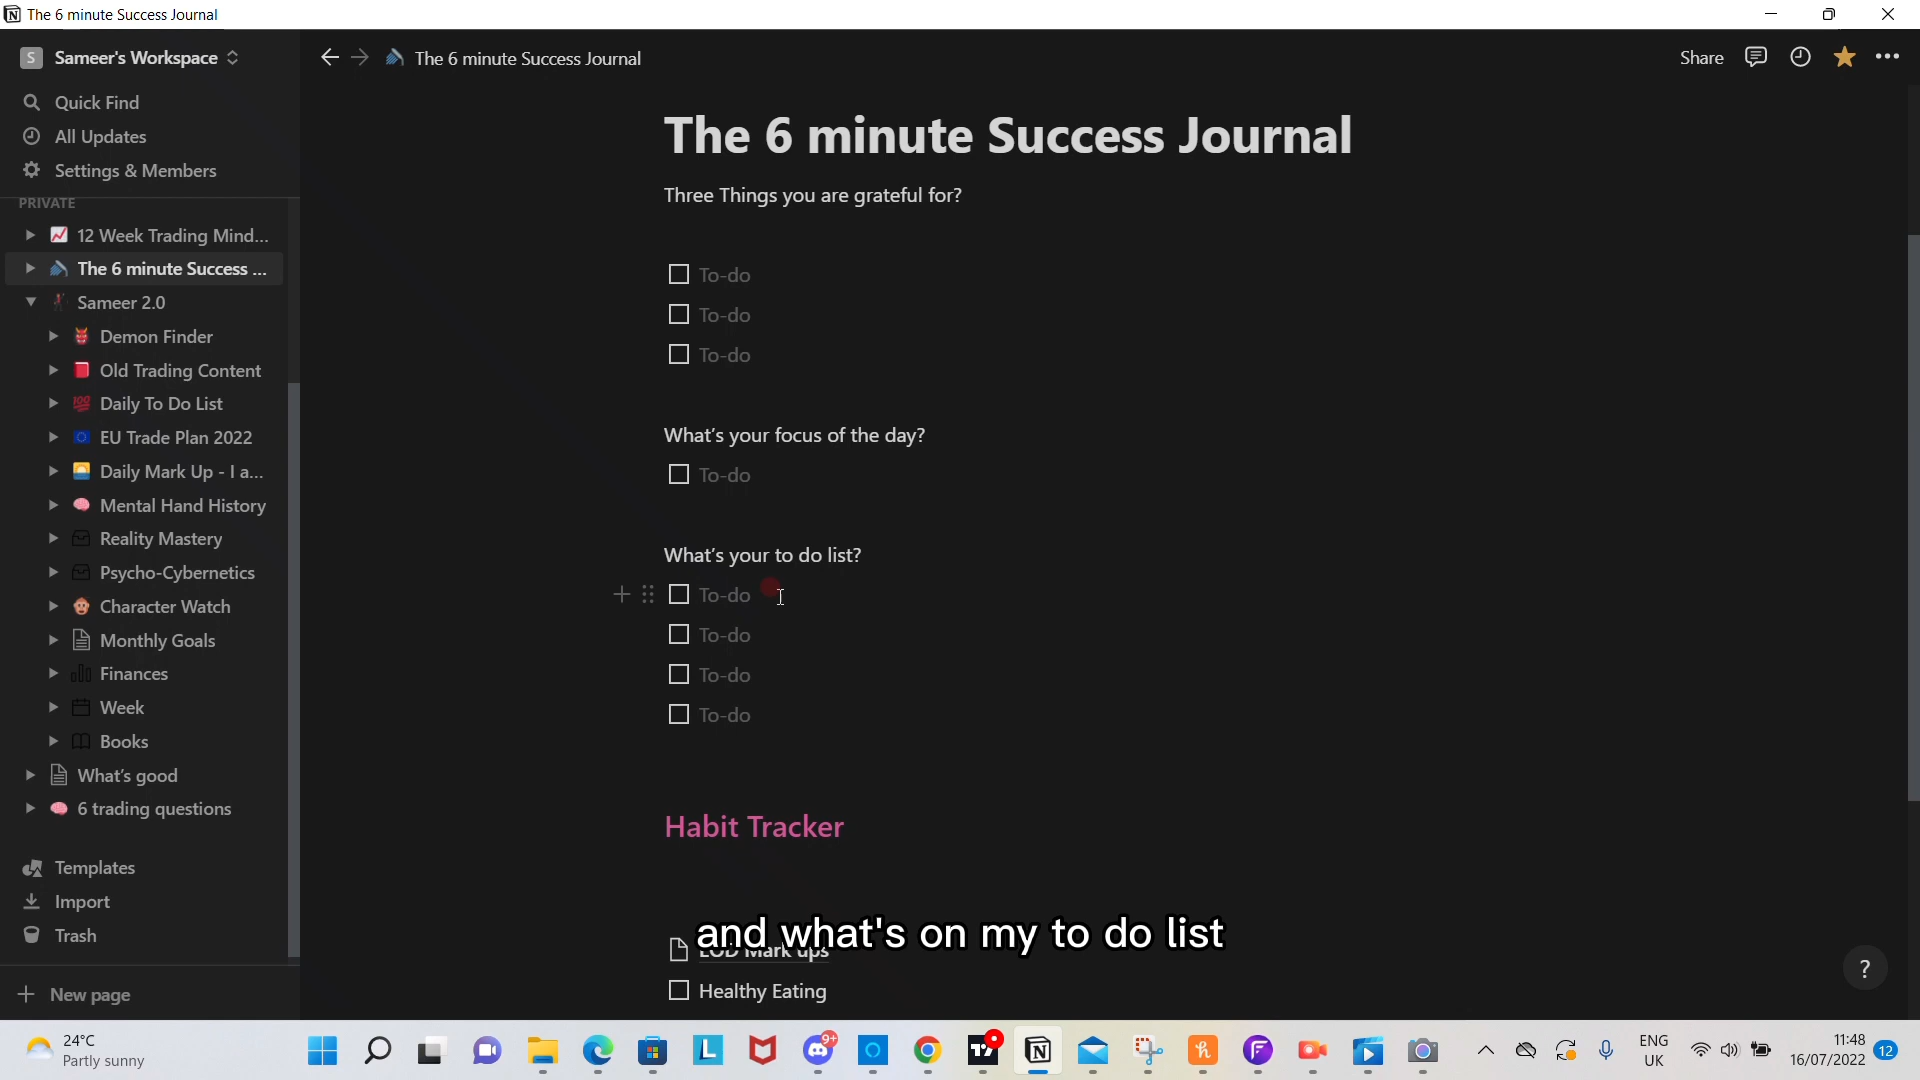 The 6 minute Success Journal
S Sameer's Workspace
The 6 minute Success Journal
Share
Quick Find
All Updates
Settings & Members
PRIVATE
12 Week Trading Mind...
The 6 minute Success ...
Sameer 2.0
Demon Finder
Old Trading Content
Daily To Do List
EU Trade Plan 2022
Daily Mark Up - I a...
Mental Hand History
Reality Mastery
Psycho-Cybernetics
Character Watch
Monthly Goals
Finances
Week
Books
What's good
6 trading questions
Templates
Import
Trash
New page
The 6 minute Success Journal
Three Things you are grateful for?
To-do
To-do
To-do
What's your focus of the day?
To-do
What's your to do list?
To-do
To-do
To-do
To-do
Habit Tracker
and what's on my to do list
EOD Mark ups
Healthy Eating
?
24°C
Partly sunny
9+
ENG
UK
11:48
16/07/2022
12